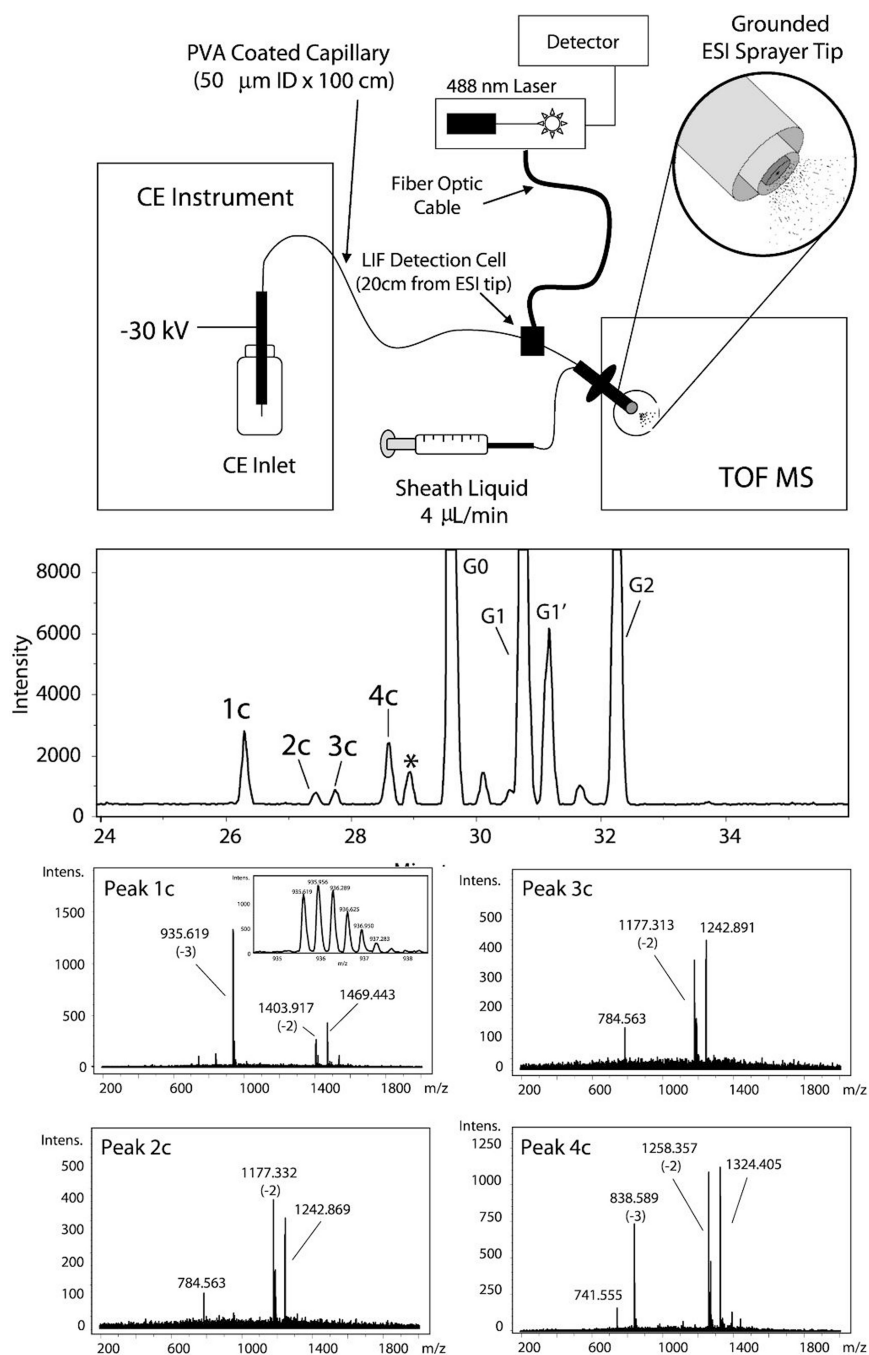 PVA Coated Capillary
(50 μm ID x 100 cm)
Detector
488 nm Laser
Grounded
ESI Sprayer Tip
CE Instrument
Fiber Optic
Cable
LIF Detection Cell
(20cm from ESI tip)
-30 kV
CE Inlet
Sheath Liquid
4 μL/min
TOF MS
Intensity
8000
6000
4000
2000
0
1c
2c
3c
4c
*
G0
G1
G1’
G2
24
26
28
30
32
34
Intens.
Peak 1c
1500
1000
500
0
935.619
(-3)
1403.917
(-2)
1469.443
200
600
1000
1400
1800
m/z
Intens.
1000
500
0
935.619
935.956
936.289
936.625
936.950
937.283
935
936
937
938
m/z
Intens.
Peak 3c
500
400
300
200
100
0
784.563
1177.313
(-2)
1242.891
200
600
1000
1400
1800
m/z
Intens.
Peak 2c
500
400
300
200
100
0
784.563
1177.332
(-2)
1242.869
200
600
1000
1400
1800
m/z
Intens.
Peak 4c
1250
1000
750
500
250
0
741.555
838.589
(-3)
1258.357
(-2)
1324.405
200
600
1000
1400
1800
m/z